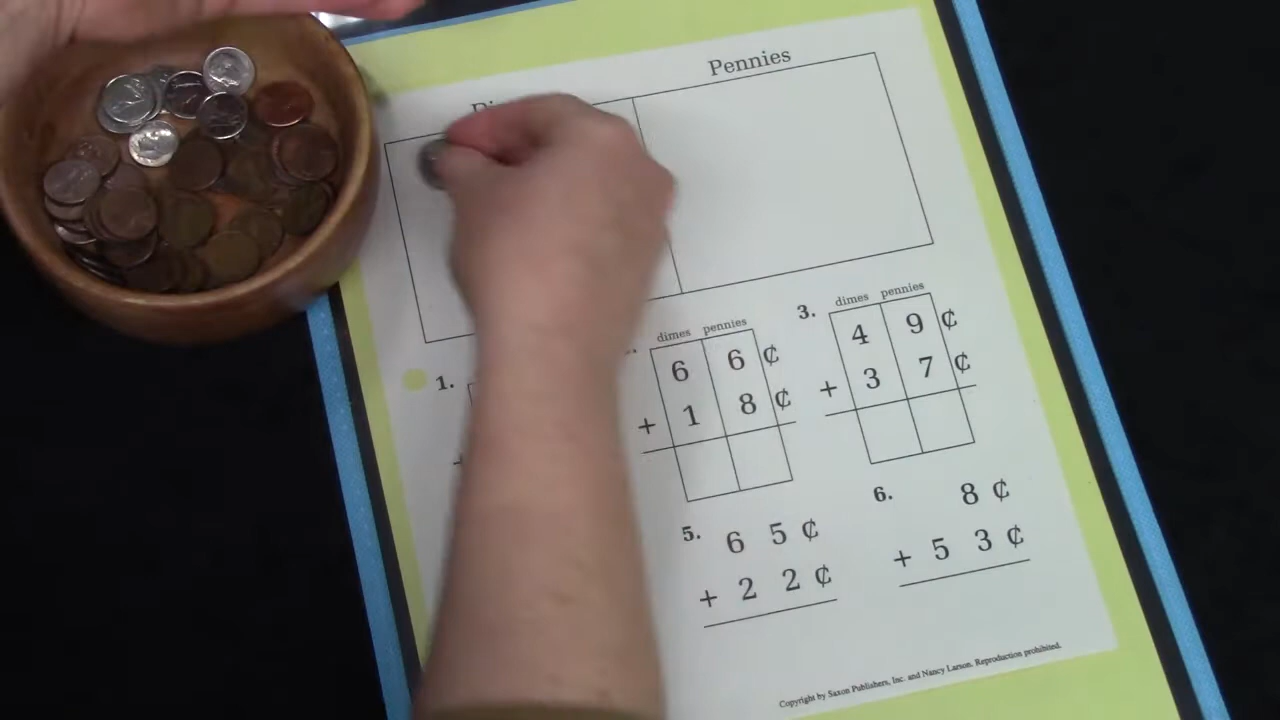 Pennies
dimes pennies
6 6 ¢
+ 1 8 ¢
3. dimes pennies
4 9 ¢
+ 3 7 ¢
1.
5. 6 5 ¢
+ 2 2 ¢
6. 8 ¢
+ 5 3 ¢
Copyright by Saxon Publishers, Inc. and Nancy Larson. Reproduction prohibited.